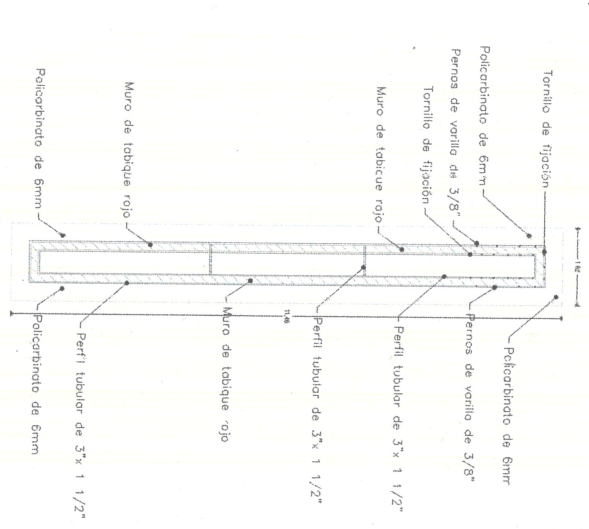 Tornillo de fijación
Policarbinato de 6mm
Pernos de varilla de 3/8"
Tornillo de fijación
Muro de tabicue rojo
Muro de tabique rojo
Policarbinato de 6mm
11.46
Policarbinato de 6mm
Pernos de varilla de 3/8"
Perfil tubular de 3"x 1 1/2"
Perfil tubular de 3"x 1 1/2"
Muro de tabique rojo
Perfil tubular de 3"x 1 1/2"
Policarbinato de 6mm